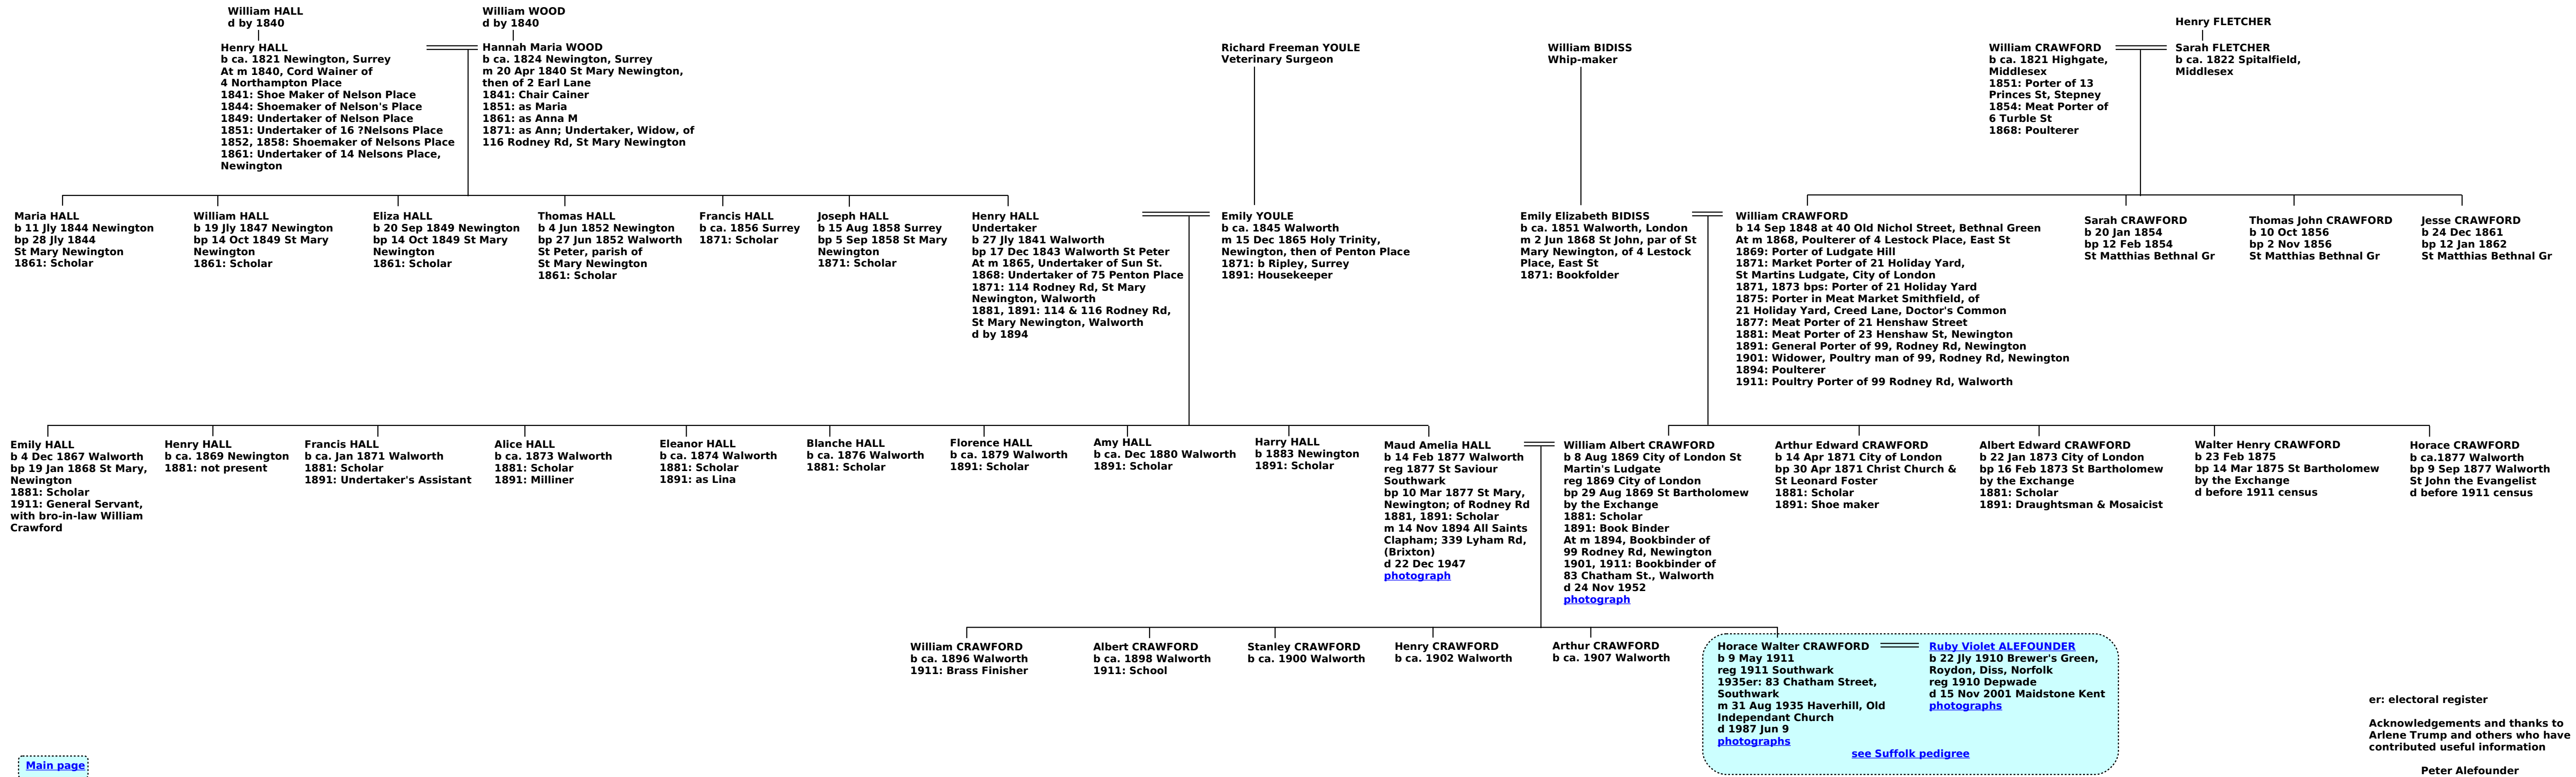 William HALL
d by 1840
William WOOD
d by 1840
Henry FLETCHER
Henry HALL
b ca. 1821 Newington, Surrey
At m 1840, Cord Wainer of
4 Northampton Place
1841: Shoe Maker of Nelson Place
1844: Shoemaker of Nelson's Place
1849: Undertaker of Nelson Place
1851: Undertaker of 16 ?Nelsons Place
1852, 1858: Shoemaker of Nelsons Place
1861: Undertaker of 14 Nelsons Place,
Newington
Hannah Maria WOOD
b ca. 1824 Newington, Surrey
m 20 Apr 1840 St Mary Newington,
then of 2 Earl Lane
1841: Chair Cainer
1851: as Maria
1861: as Anna M
1871: as Ann; Undertaker, Widow, of
116 Rodney Rd, St Mary Newington
Richard Freeman YOULE
Veterinary Surgeon
William BIDISS
Whip-maker
William CRAWFORD
b ca. 1821 Highgate,
Middlesex
1851: Porter of 13
Princes St, Stepney
1854: Meat Porter of
6 Turble St
1868: Poulterer
Sarah FLETCHER
b ca. 1822 Spitalfield,
Middlesex
Maria HALL
b 11 Jly 1844 Newington
bp 28 Jly 1844
St Mary Newington
1861: Scholar
William HALL
b 19 Jly 1847 Newington
bp 14 Oct 1849 St Mary
Newington
1861: Scholar
Eliza HALL
b 20 Sep 1849 Newington
bp 14 Oct 1849 St Mary
Newington
1861: Scholar
Thomas HALL
b 4 Jun 1852 Newington
bp 27 Jun 1852 Walworth
St Peter, parish of
St Mary Newington
1861: Scholar
Francis HALL
b ca. 1856 Surrey
1871: Scholar
Joseph HALL
b 15 Aug 1858 Surrey
bp 5 Sep 1858 St Mary
Newington
1871: Scholar
Henry HALL
Undertaker
b 27 Jly 1841 Walworth
bp 17 Dec 1843 Walworth St Peter
At m 1865, Undertaker of Sun St.
1868: Undertaker of 75 Penton Place
1871: 114 Rodney Rd, St Mary
Newington, Walworth
1881, 1891: 114 & 116 Rodney Rd,
St Mary Newington, Walworth
d by 1894
Emily YOULE
b ca. 1845 Walworth
m 15 Dec 1865 Holy Trinity,
Newington, then of Penton Place
1871: b Ripley, Surrey
1891: Housekeeper
Emily Elizabeth BIDISS
b ca. 1851 Walworth, London
m 2 Jun 1868 St John, par of St
Mary Newington, of 4 Lestock
Place, East St
1871: Bookfolder
William CRAWFORD
b 14 Sep 1848 at 40 Old Nichol Street, Bethnal Green
At m 1868, Poulterer of 4 Lestock Place, East St
1869: Porter of Ludgate Hill
1871: Market Porter of 21 Holiday Yard,
St Martins Ludgate, City of London
1871, 1873 bps: Porter of 21 Holiday Yard
1875: Porter in Meat Market Smithfield, of
21 Holiday Yard, Creed Lane, Doctor's Common
1877: Meat Porter of 21 Henshaw Street
1881: Meat Porter of 23 Henshaw St, Newington
1891: General Porter of 99, Rodney Rd, Newington
1901: Widower, Poultry man of 99, Rodney Rd, Newington
1894: Poulterer
1911: Poultry Porter of 99 Rodney Rd, Walworth
Sarah CRAWFORD
b 20 Jan 1854
bp 12 Feb 1854
St Matthias Bethnal Gr
Thomas John CRAWFORD
b 10 Oct 1856
bp 2 Nov 1856
St Matthias Bethnal Gr
Jesse CRAWFORD
b 24 Dec 1861
bp 12 Jan 1862
St Matthias Bethnal Gr
Emily HALL
b 4 Dec 1867 Walworth
bp 19 Jan 1868 St Mary,
Newington
1881: Scholar
1911: General Servant,
with bro-in-law William
Crawford
Henry HALL
b ca. 1869 Newington
1881: not present
Francis HALL
b ca. Jan 1871 Walworth
1881: Scholar
1891: Undertaker's Assistant
Alice HALL
b ca. 1873 Walworth
1881: Scholar
1891: Milliner
Eleanor HALL
b ca. 1874 Walworth
1881: Scholar
1891: as Lina
Blanche HALL
b ca. 1876 Walworth
1881: Scholar
Florence HALL
b ca. 1879 Walworth
1891: Scholar
Amy HALL
b ca. Dec 1880 Walworth
1891: Scholar
Harry HALL
b 1883 Newington
1891: Scholar
Maud Amelia HALL
b 14 Feb 1877 Walworth
reg 1877 St Saviour
Southwark
bp 10 Mar 1877 St Mary,
Newington; of Rodney Rd
1881, 1891: Scholar
m 14 Nov 1894 All Saints
Clapham; 339 Lyham Rd,
(Brixton)
d 22 Dec 1947
photograph
William Albert CRAWFORD
b 8 Aug 1869 City of London St
Martin's Ludgate
reg 1869 City of London
bp 29 Aug 1869 St Bartholomew
by the Exchange
1881: Scholar
1891: Book Binder
At m 1894, Bookbinder of
99 Rodney Rd, Newington
1901, 1911: Bookbinder of
83 Chatham St., Walworth
d 24 Nov 1952
photograph
Arthur Edward CRAWFORD
b 14 Apr 1871 City of London
bp 30 Apr 1871 Christ Church &
St Leonard Foster
1881: Scholar
1891: Shoe maker
Albert Edward CRAWFORD
b 22 Jan 1873 City of London
bp 16 Feb 1873 St Bartholomew
by the Exchange
1881: Scholar
1891: Draughtsman & Mosaicist
Walter Henry CRAWFORD
b 23 Feb 1875
bp 14 Mar 1875 St Bartholomew
by the Exchange
d before 1911 census
Horace CRAWFORD
b ca.1877 Walworth
bp 9 Sep 1877 Walworth
St John the Evangelist
d before 1911 census
William CRAWFORD
b ca. 1896 Walworth
1911: Brass Finisher
Albert CRAWFORD
b ca. 1898 Walworth
1911: School
Stanley CRAWFORD
b ca. 1900 Walworth
Henry CRAWFORD
b ca. 1902 Walworth
Arthur CRAWFORD
b ca. 1907 Walworth
Horace Walter CRAWFORD
b 9 May 1911
reg 1911 Southwark
1935er: 83 Chatham Street,
Southwark
m 31 Aug 1935 Haverhill, Old
Independant Church
d 1987 Jun 9
photographs
Ruby Violet ALEFOUNDER
b 22 Jly 1910 Brewer's Green,
Roydon, Diss, Norfolk
reg 1910 Depwade
d 15 Nov 2001 Maidstone Kent
photographs
see Suffolk pedigree
er: electoral register
Acknowledgements and thanks to
Arlene Trump and others who have
contributed useful information
Peter Alefounder
Main page